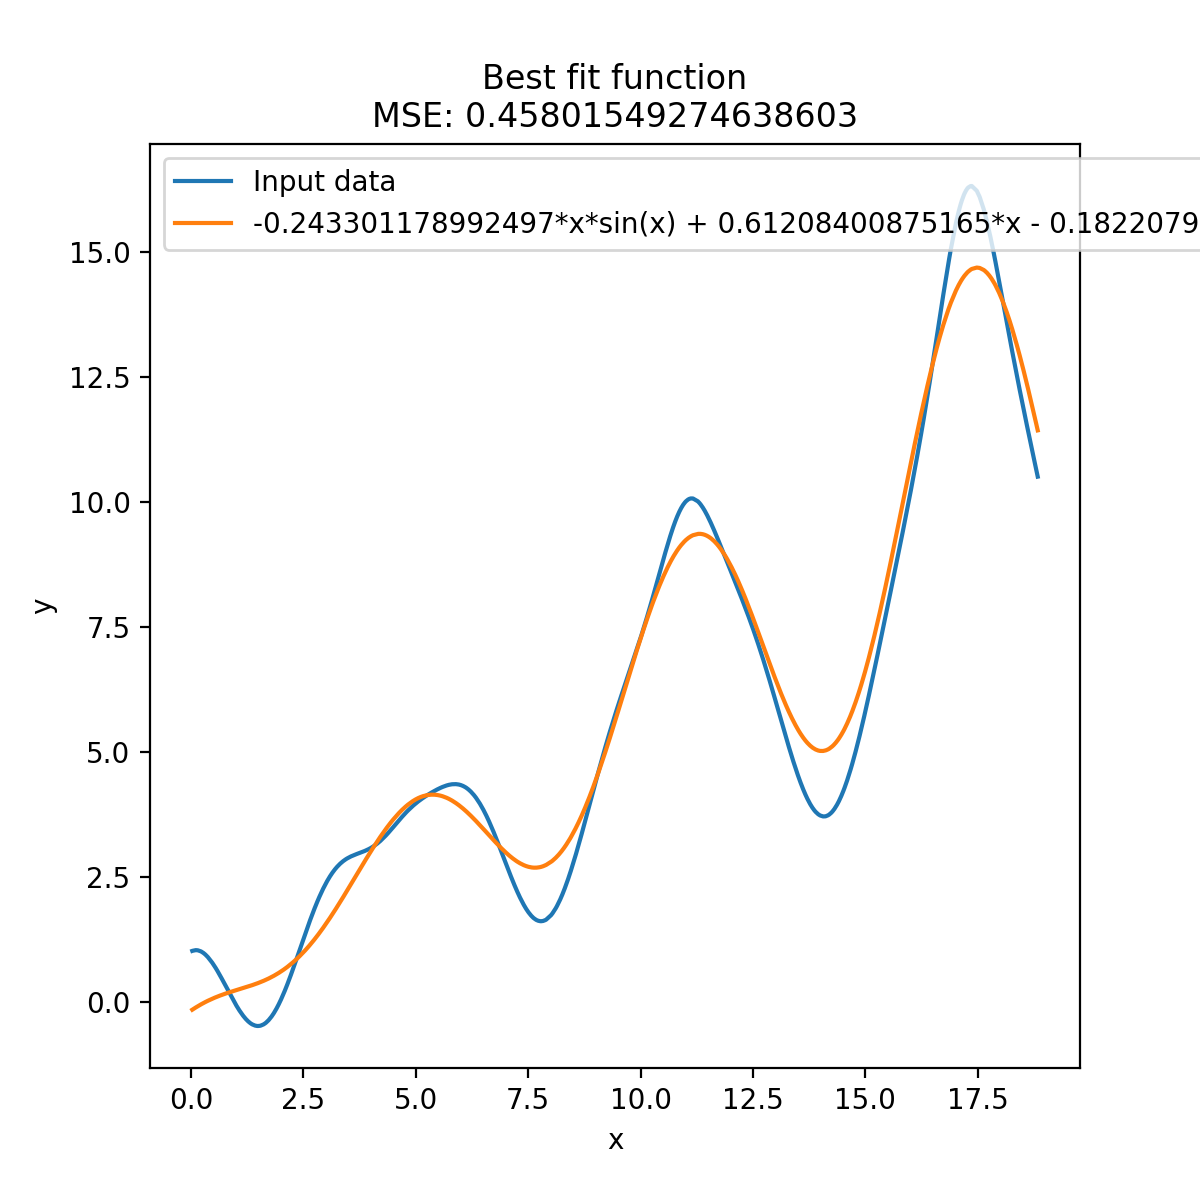 Best fit function
MSE: 0.45801549274638603
Input data
-0.243301178992497*x*sin(x) + 0.61208400875165*x - 0.1822079
15.0
12.5
10.0
7.5
5.0
2.5
0.0
y
0.0 2.5 5.0 7.5 10.0 12.5 15.0 17.5
x